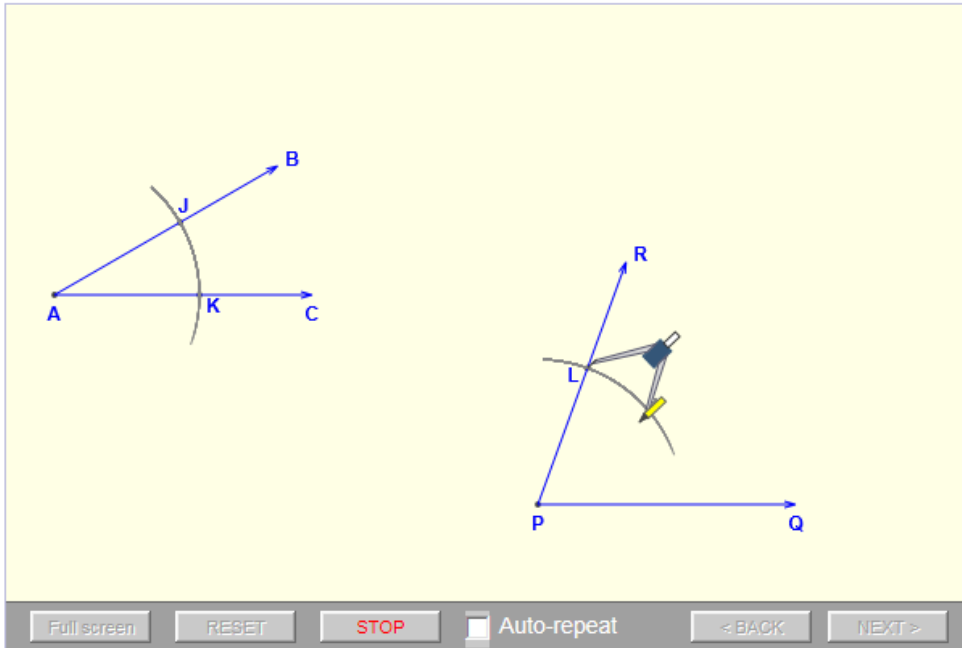 B
J
A
K
C
R
L
P
Q
Full screen
RESET
STOP
Auto-repeat
< BACK
NEXT >